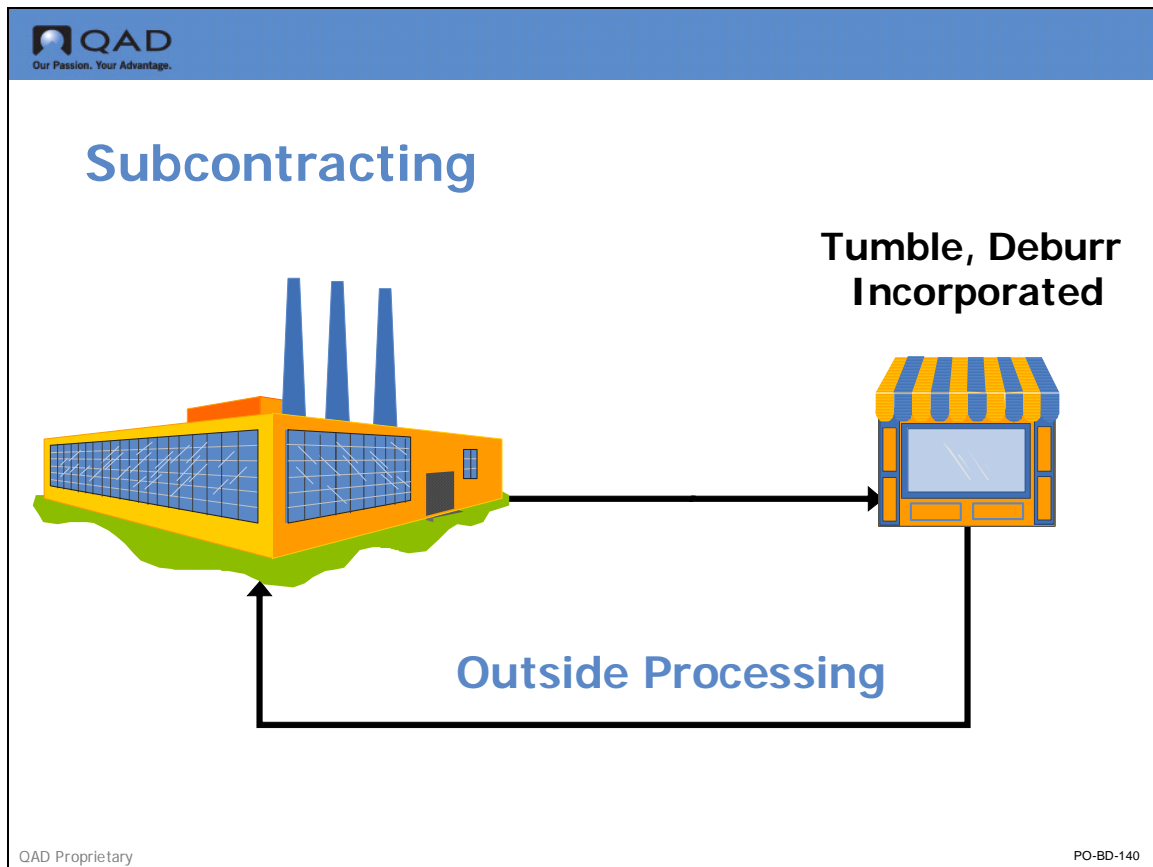 QAD
Our Passion. Your Advantage.
Subcontracting
Tumble, Deburr
Incorporated
Outside Processing
QAD Proprietary
PO-BD-140